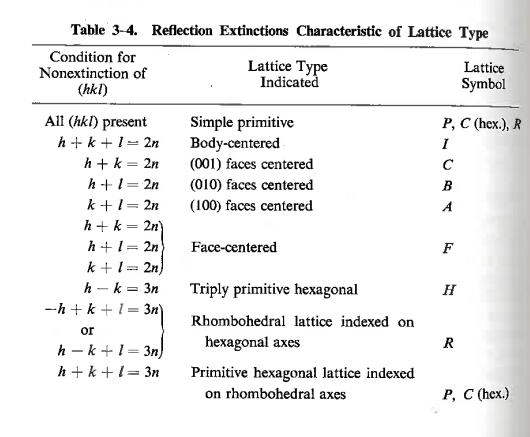 Table 3-4. Reflection Extinctions Characteristic of Lattice Type
Condition for Nonextinction of (hkl) Lattice Type Indicated Lattice Symbol
All (hkl) present Simple primitive P, C (hex.), R
h + k + l = 2n Body-centered I
h + k = 2n (001) faces centered C
h + l = 2n (010) faces centered B
k + l = 2n (100) faces centered A
h + k = 2n
h + l = 2n Face-centered F
k + l = 2n
h − k = 3n Triply primitive hexagonal H
−h + k + l = 3n
or Rhombohedral lattice indexed on hexagonal axes R
h − k + l = 3n
h + k + l = 3n Primitive hexagonal lattice indexed
on rhombohedral axes P, C (hex.)